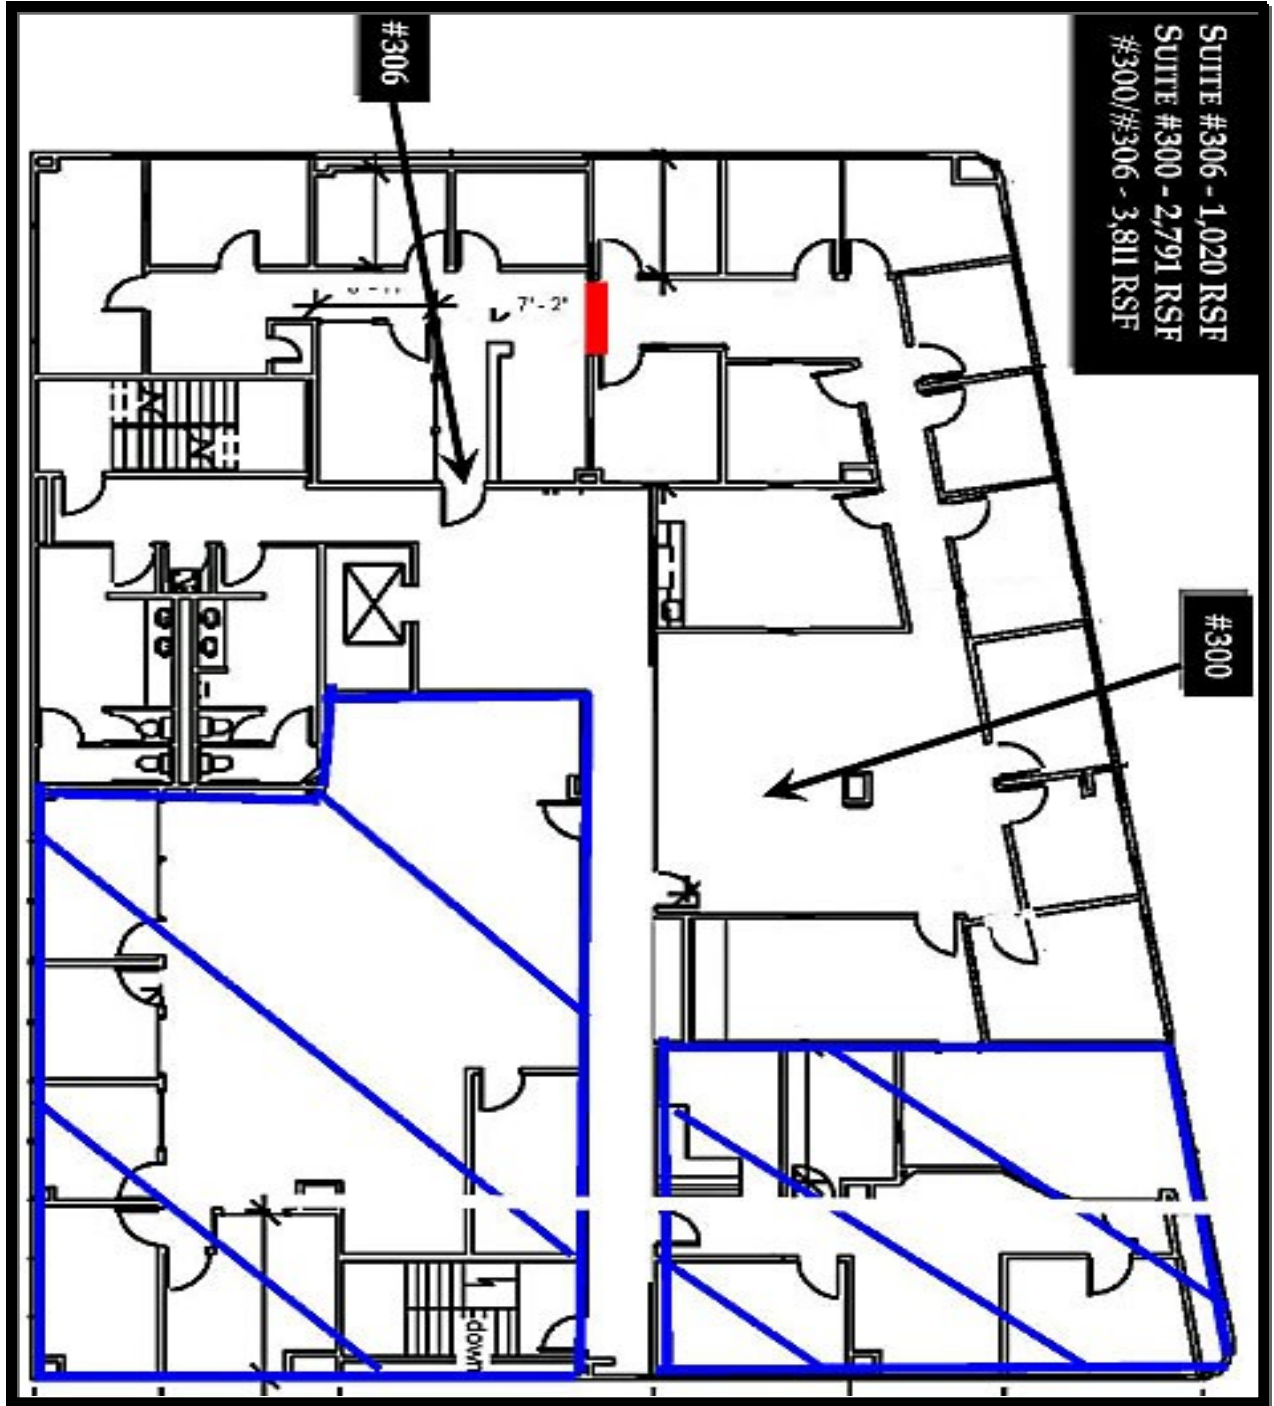 SUITE #306 - 1,020 RSF
SUITE #300 - 2,791 RSF
#300/#306 - 3,811 RSF
#306
#300
7' - 2"
down